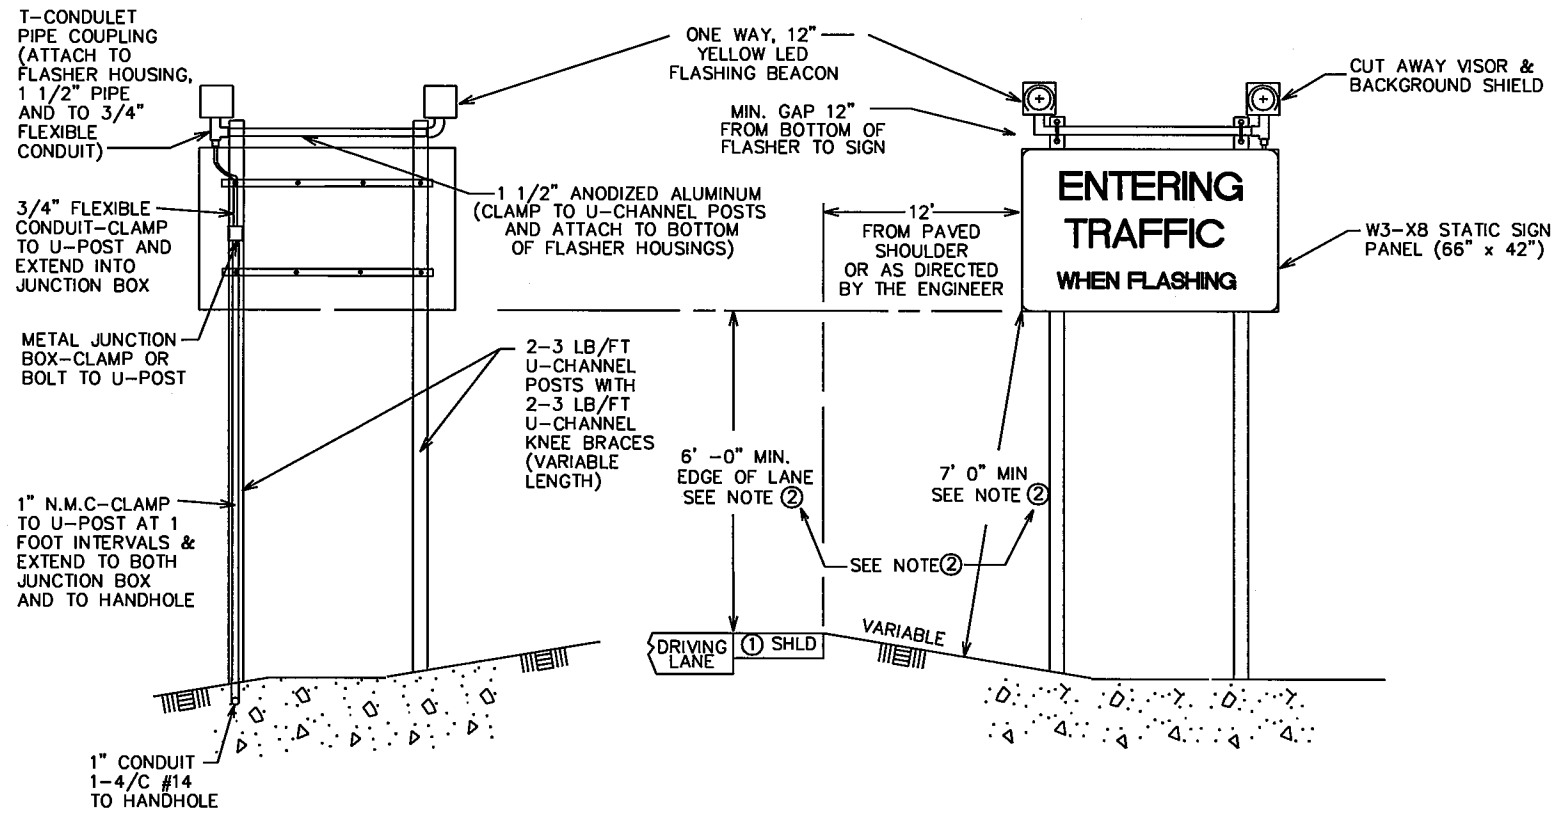 T-CONDULET
PIPE COUPLING
(ATTACH TO
FLASHER HOUSING,
1 1/2" PIPE
AND TO 3/4"
FLEXIBLE
CONDUIT)
3/4" FLEXIBLE
CONDUIT-CLAMP
TO U-POST AND
EXTEND INTO
JUNCTION BOX
METAL JUNCTION
BOX-CLAMP OR
BOLT TO U-POST
1" N.M.C-CLAMP
TO U-POST AT 1
FOOT INTERVALS &
EXTEND TO BOTH
JUNCTION BOX
AND TO HANDHOLE
1" CONDUIT
1-4/C #14
TO HANDHOLE
ONE WAY, 12"
YELLOW LED
FLASHING BEACON
MIN. GAP 12"
FROM BOTTOM OF
FLASHER TO SIGN
1 1/2" ANODIZED ALUMINUM
(CLAMP TO U-CHANNEL POSTS
AND ATTACH TO BOTTOM
OF FLASHER HOUSINGS)
2-3 LB/FT
U-CHANNEL
POSTS WITH
2-3 LB/FT
U-CHANNEL
KNEE BRACES
(VARIABLE
LENGTH)
12'
FROM PAVED
SHOULDER
OR AS DIRECTED
BY THE ENGINEER
6' -0" MIN.
EDGE OF LANE
SEE NOTE ②
7' 0" MIN
SEE NOTE ②
SEE NOTE ②
DRIVING
LANE
① SHLD
VARIABLE
CUT AWAY VISOR &
BACKGROUND SHIELD
ENTERING
TRAFFIC
WHEN FLASHING
W3-X8 STATIC SIGN
PANEL (66" x 42")